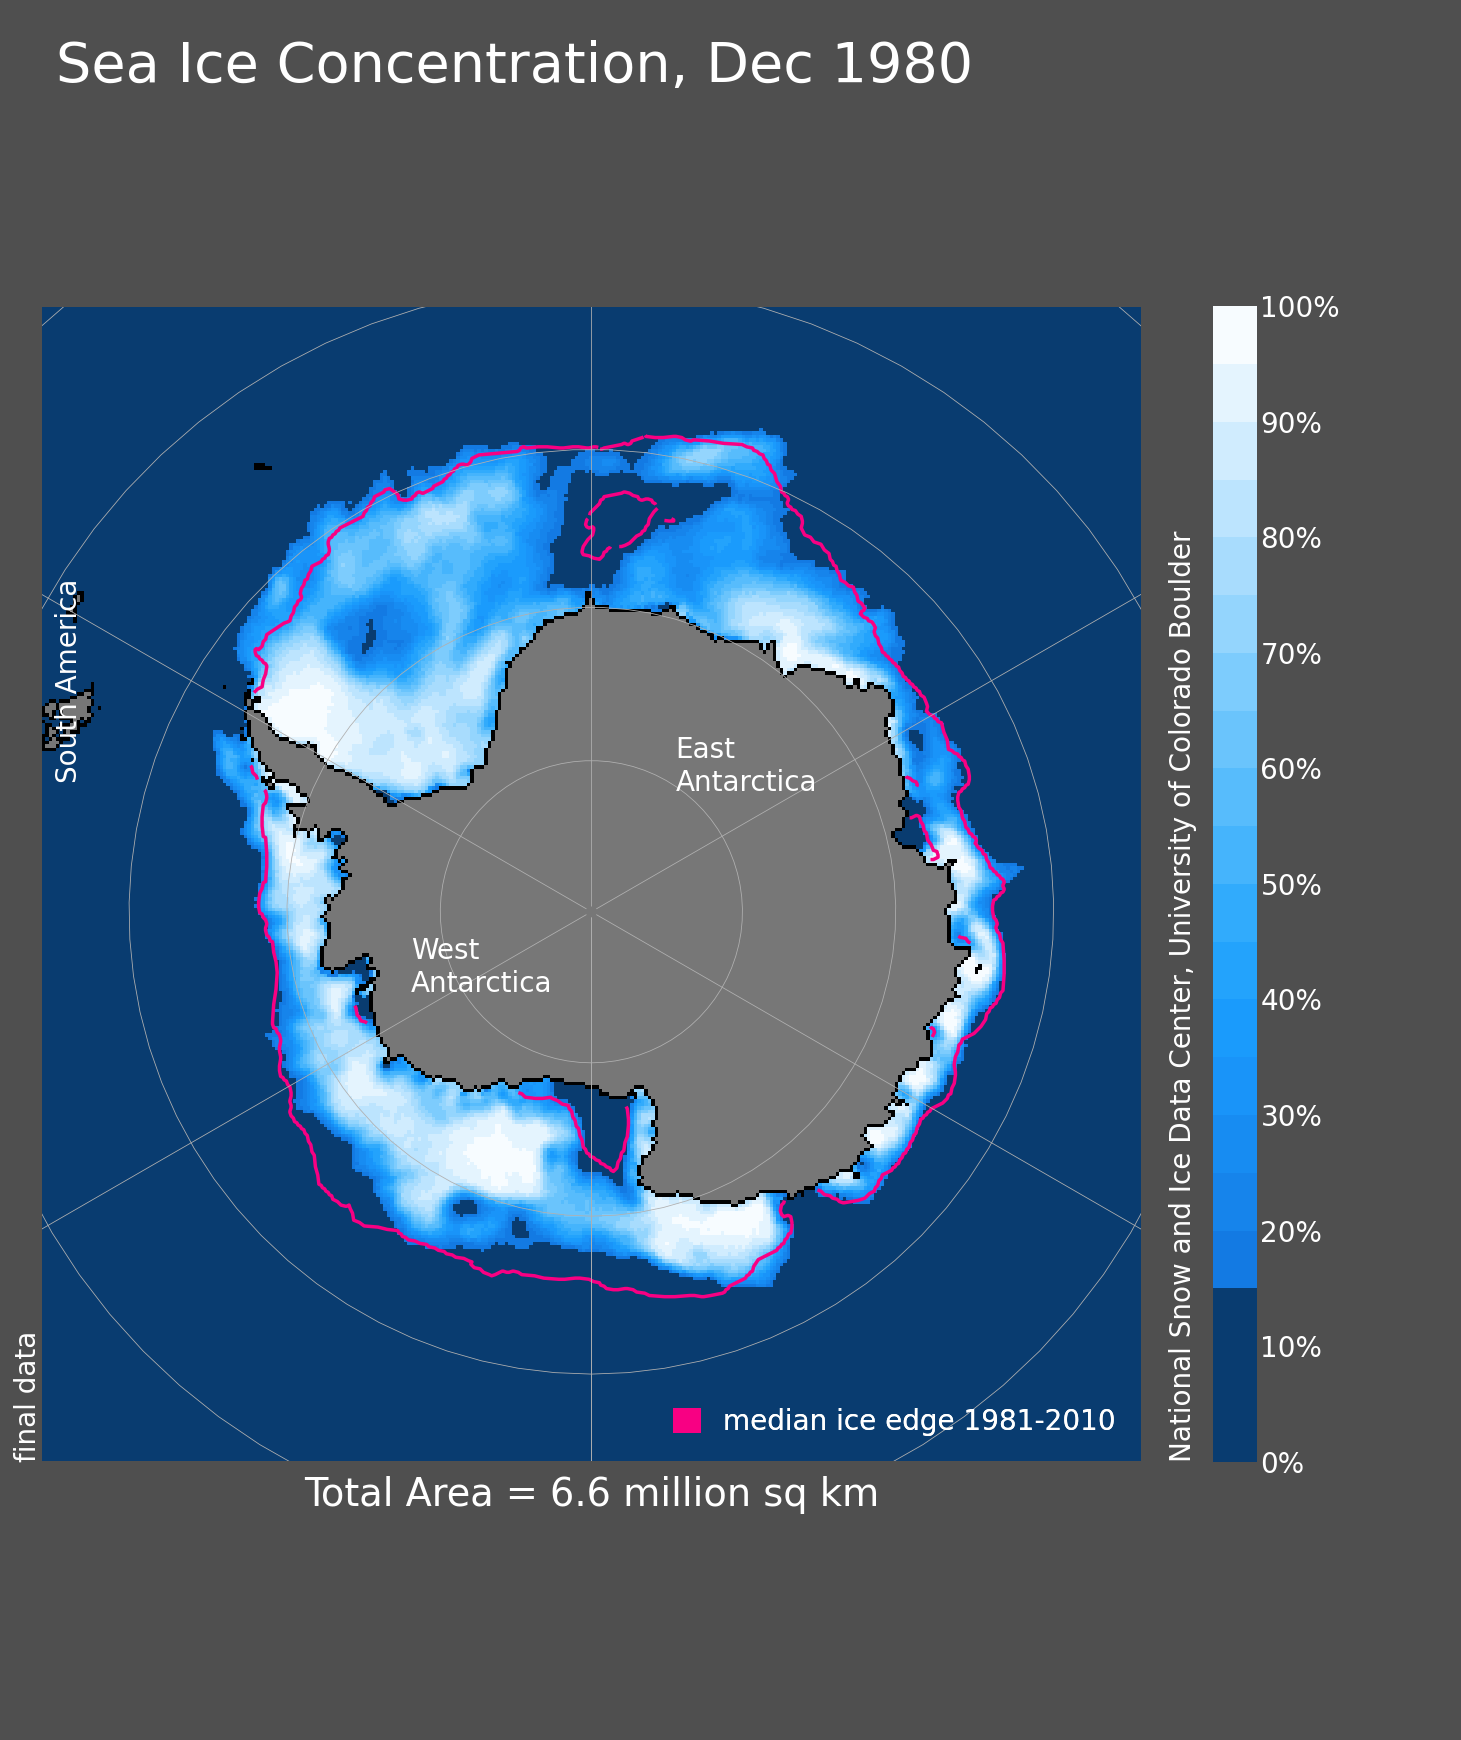 Sea Ice Concentration, Dec 1980
South America
East
Antarctica
West
Antarctica
final data
median ice edge 1981-2010
Total Area = 6.6 million sq km
National Snow and Ice Data Center, University of Colorado Boulder
100%
90%
80%
70%
60%
50%
40%
30%
20%
10%
0%